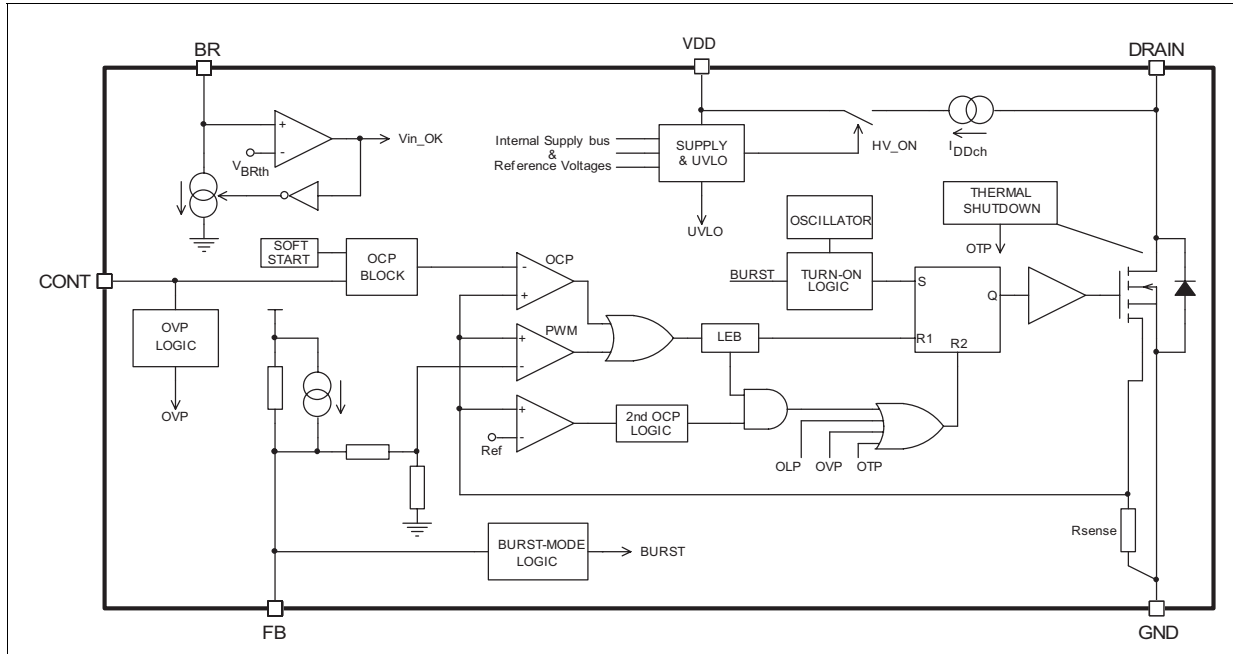 BR
VDD
DRAIN
+
-
Vin_OK
VBRth
Internal Supply bus
&
Reference Voltages
SUPPLY
& UVLO
HV_ON
IDDch
UVLO
THERMAL
SHUTDOWN
OTP
OSCILLATOR
SOFT
START
OCP
BLOCK
CONT
OCP
-
+
BURST
TURN-ON
LOGIC
S
Q
R1
R2
OVP
LOGIC
OVP
PWM
+
-
LEB
+
-
Ref
2nd OCP
LOGIC
OLP
OVP
OTP
Rsense
BURST-MODE
LOGIC
BURST
FB
GND